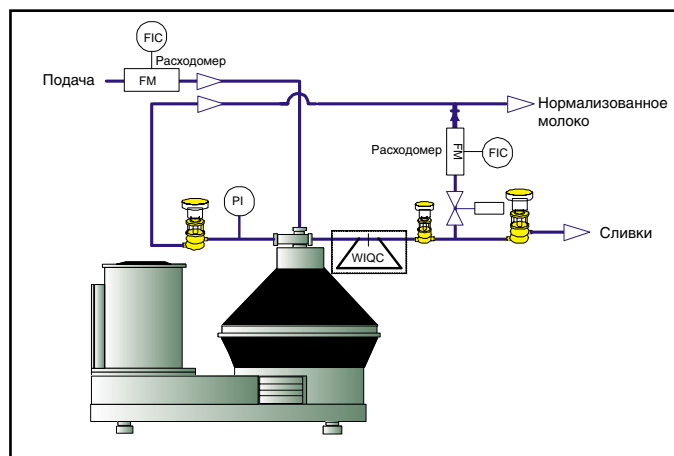 FIC
Расходомер
Подача
FM
Нормализованное
молоко
Расходомер
FM
FIC
PI
WIQC
Сливки